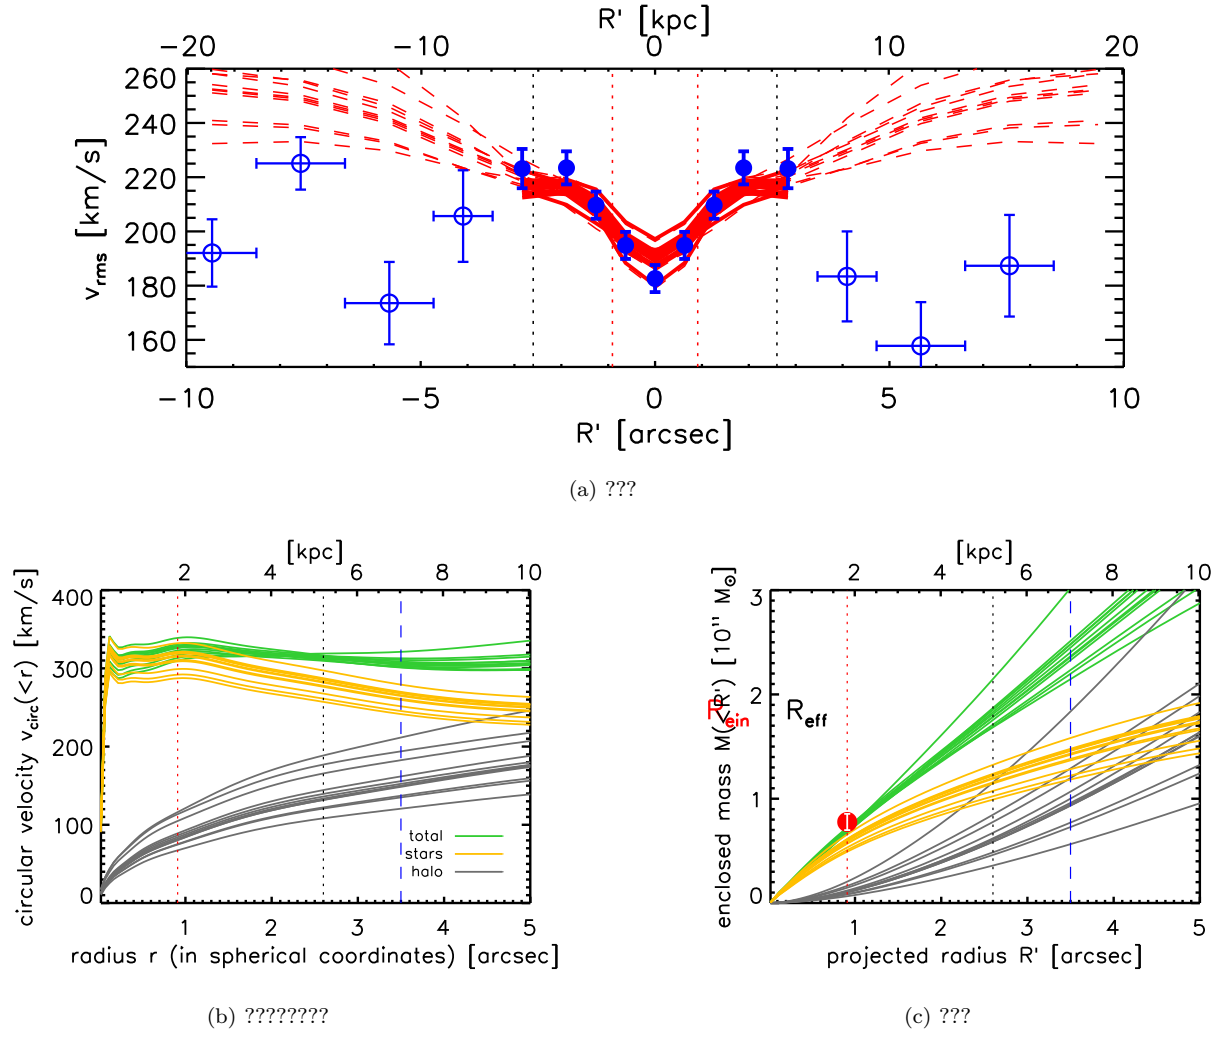 R' [kpc]
−20 −10 0 10 20
260
240
220
200
180
160
v_rms [km/s]
−10 −5 0 5 10
R' [arcsec]
(a) ???
[kpc]
2 4 6 8 10
400
300
200
100
0
circular velocity v_circ(<r) [km/s]
total
stars
halo
1 2 3 4 5
radius r (in spherical coordinates) [arcsec]
(b) ????????
[kpc]
2 4 6 8 10
3
2
1
0
enclosed mass M(<R') [10¹¹ M⊙]
R_ein
R_eff
1 2 3 4 5
projected radius R' [arcsec]
(c) ???